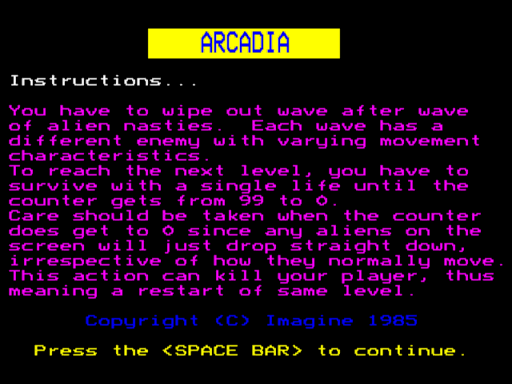 ARCADIA
Instructions...
You have to wipe out wave after wave
of alien nasties.  Each wave has a
different enemy with varying movement
characteristics.
To reach the next level, you have to
survive with a single life until the
counter gets from 99 to 0.
Care should be taken when the counter
does get to 0 since any aliens on the
screen will just drop straight down,
irrespective of how they normally move.
This action can kill your player, thus
meaning a restart of same level.
Copyright (C) Imagine 1985
Press the <SPACE BAR> to continue.